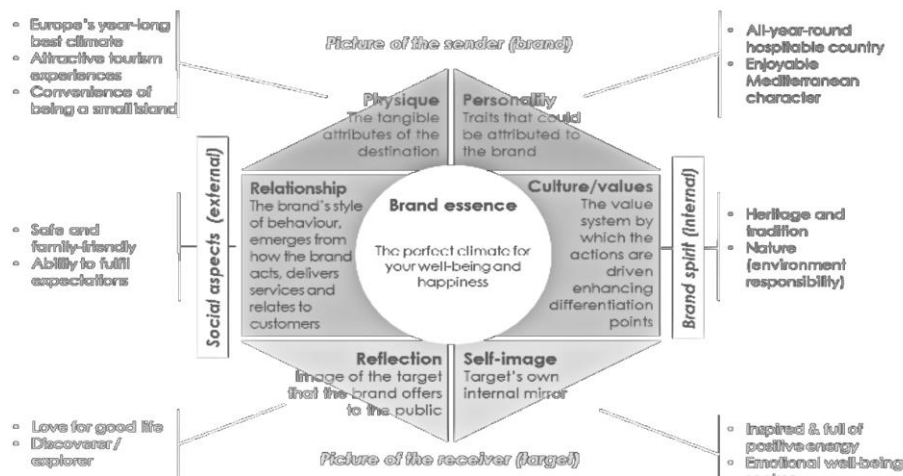 • Europe's year-long
best climate
• Attractive tourism
experiences
• Convenience of
being a small island
Picture of the sender (brand)
• All-year-round
hospitable country
• Enjoyable
Mediterranean
character
Physique
The tangible
attributes of the
destination
Personality
Traits that could
be attributed to
the brand
Social aspects (external)
• Safe and
family-friendly
• Ability to fulfil
expectations
Relationship
The brand's style
of behaviour,
emerges from
how the brand
acts, delivers
services and
relates to
customers
Brand essence
The perfect climate for
your well-being and
happiness
Culture/values
The value
system by
which the
actions are
driven
enhancing
differentiation
points
Brand spirit (internal)
• Heritage and
tradition
• Nature
(environment
responsibility)
Reflection
Image of the target
that the brand offers
to the public
Self-image
Target's own
internal mirror
• Love for good life
• Discoverer/
explorer
Picture of the receiver (target)
• Inspired & full of
positive energy
• Emotional well-being